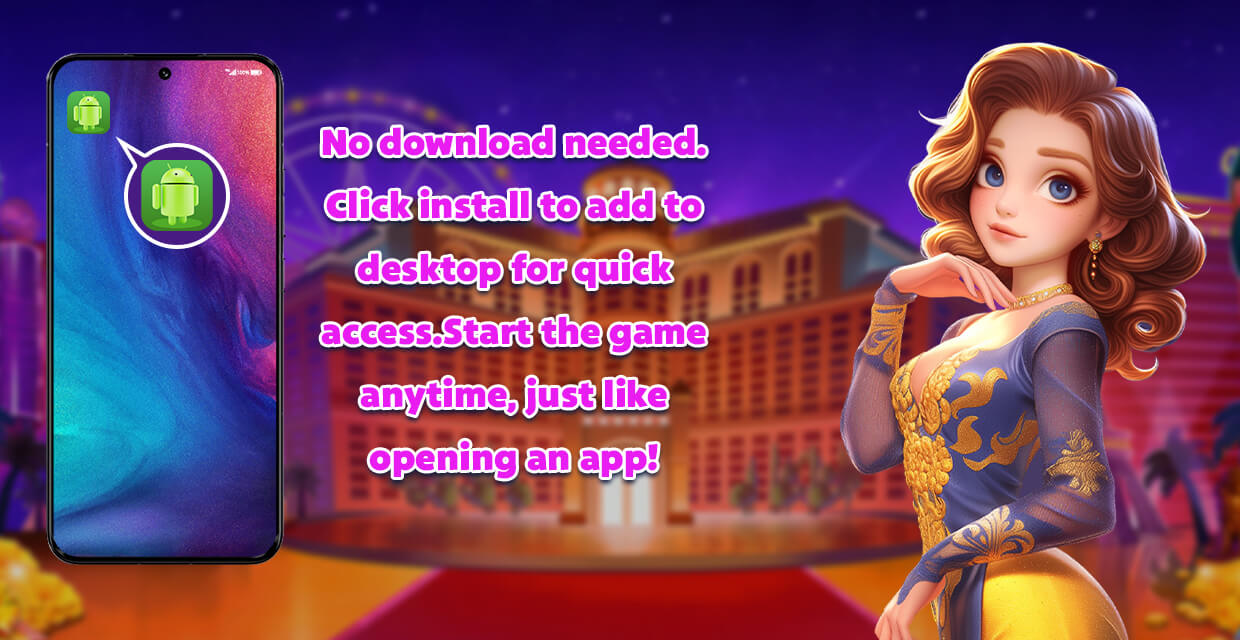 100%
No download needed.
Click install to add to
desktop for quick
access.Start the game
anytime, just like
opening an app!